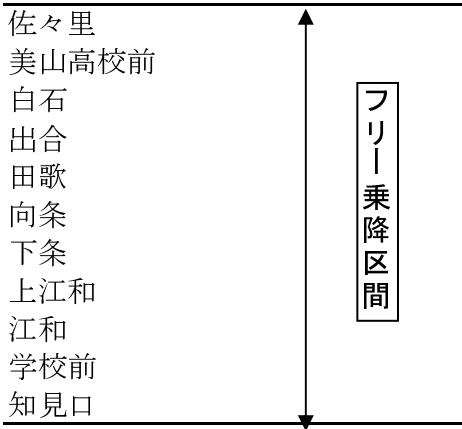 佐々里
美山高校前
白石
出合
田歌
向条
下条
上江和
江和
学校前
知見口
フリー乗降区間